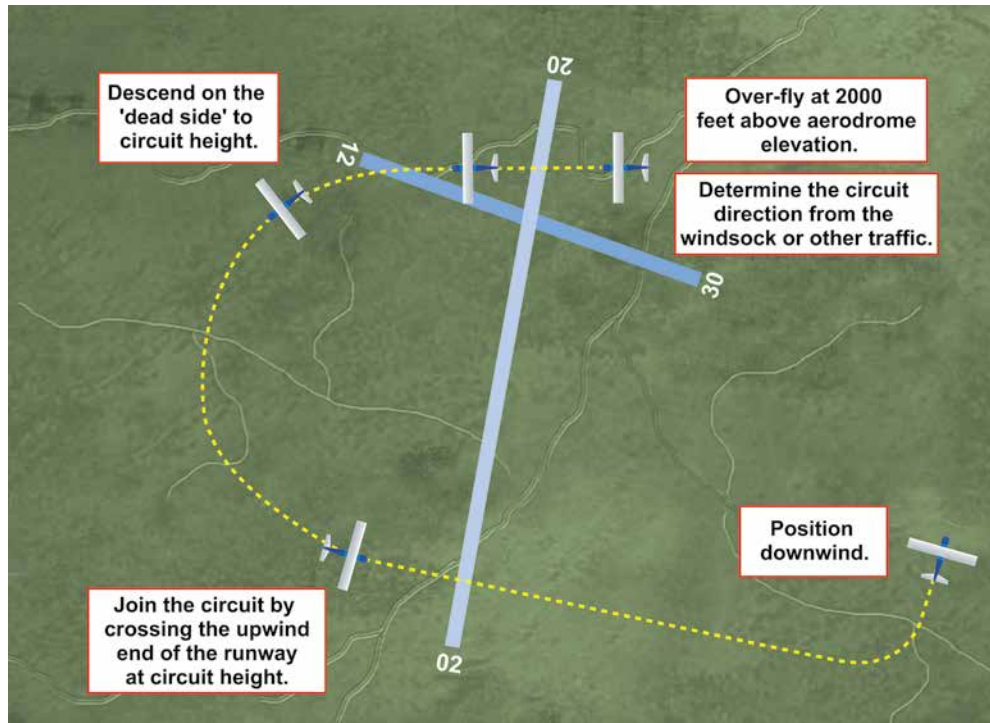 20
Descend on the
'dead side' to
circuit height.
Over-fly at 2000
feet above aerodrome
elevation.
12
Determine the circuit
direction from the
windsock or other traffic.
30
Position
downwind.
Join the circuit by
crossing the upwind
end of the runway
at circuit height.
02